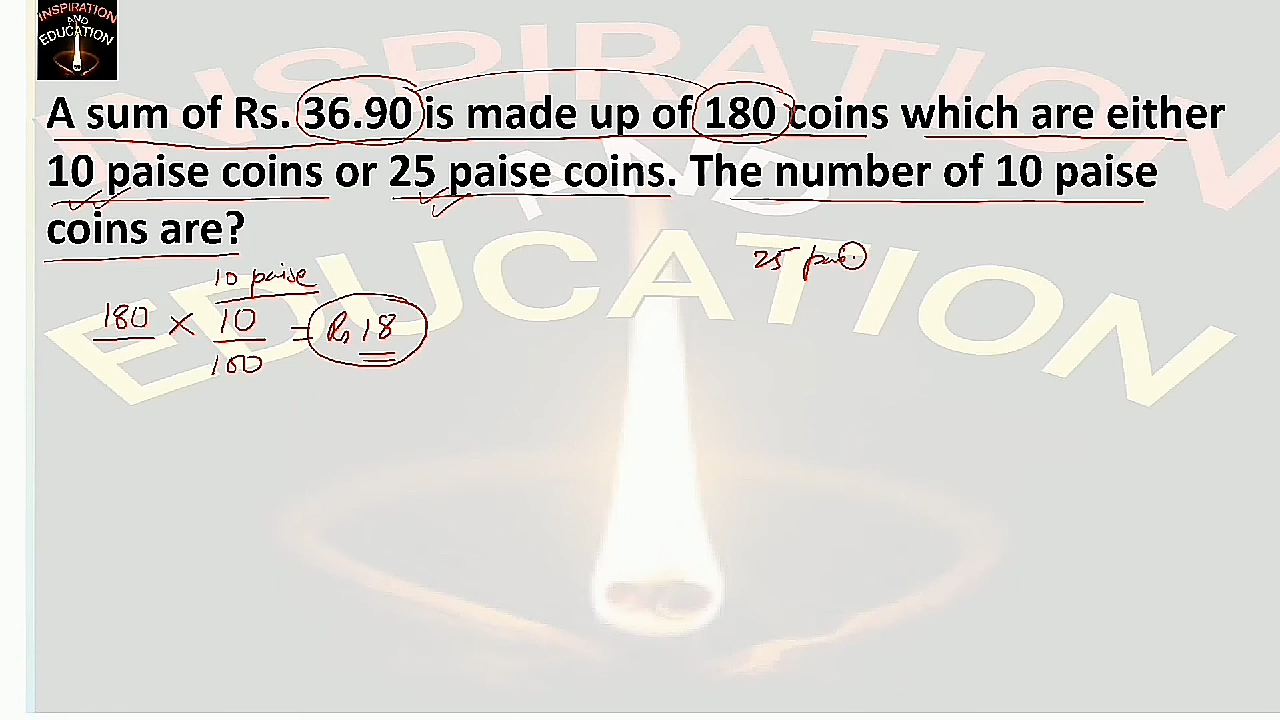 INSPIRATION
AND
EDUCATION
INSPIRATION
AND
EDUCATION
A sum of Rs. 36.90 is made up of 180 coins which are either
10 paise coins or 25 paise coins. The number of 10 paise
coins are?
10 paise
25 pai
180 × 10 = Rs 18
100